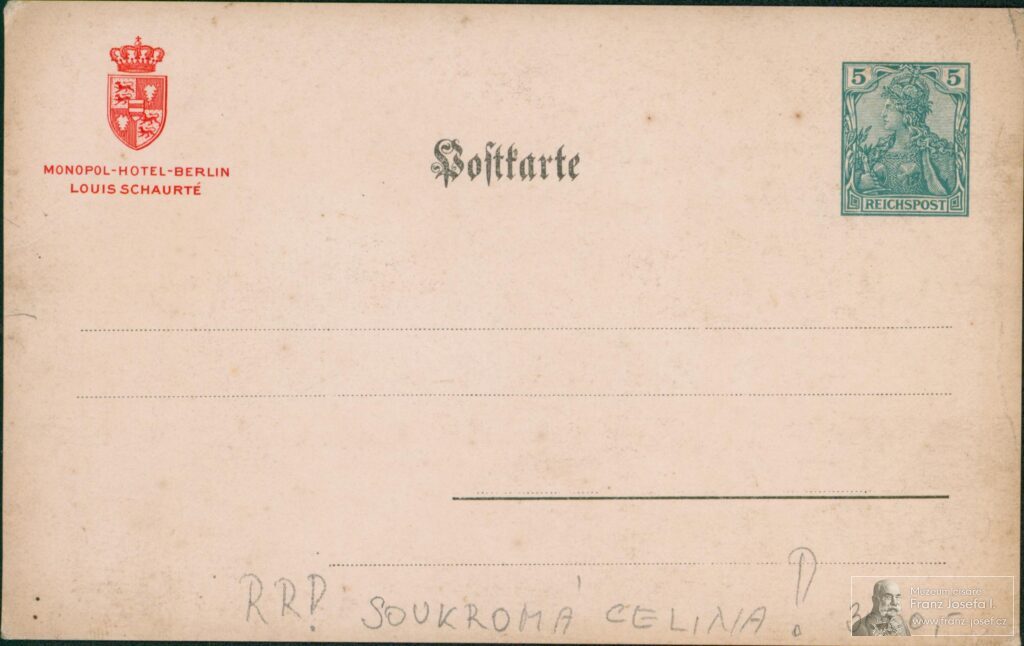 MONOPOL-HOTEL-BERLIN
LOUIS SCHAURTÉ
Postkarte
5 5
REICHSPOST
RR!
SOUKROMÁ CELINA!
Muzeum císaře
Franz Josefa I.
www.franz-josef.cz